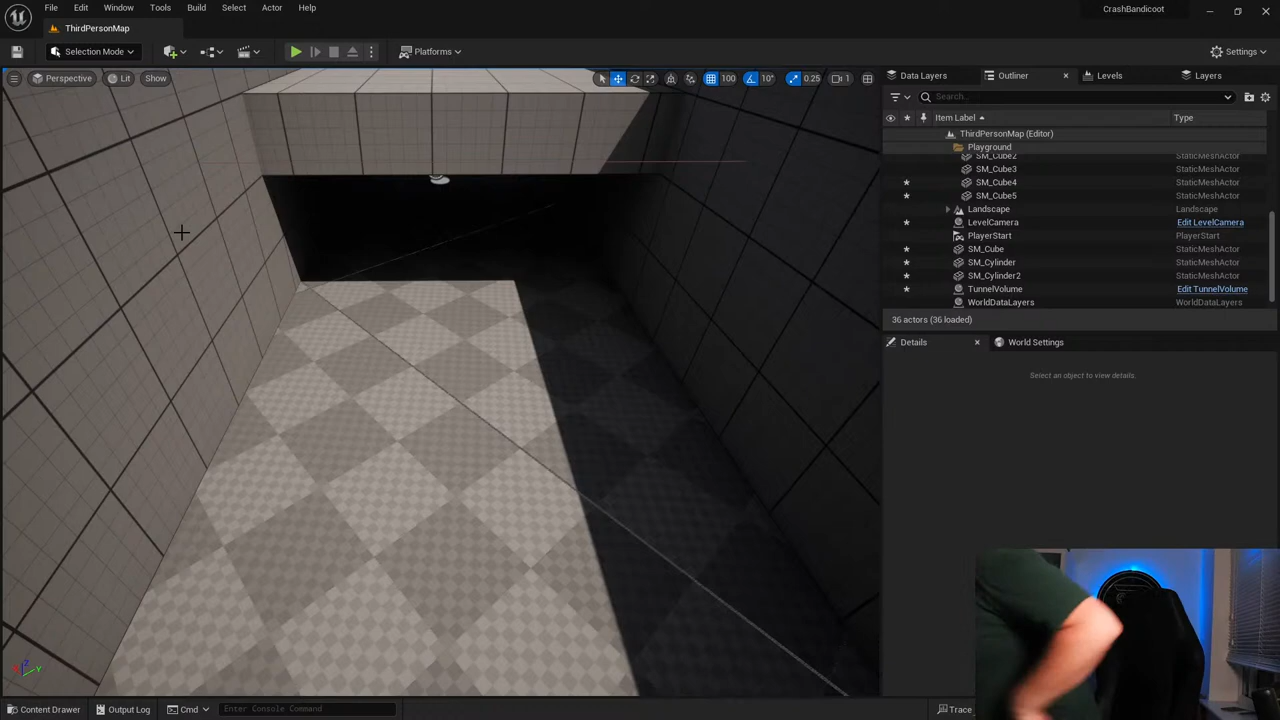 File Edit Window Tools Build Select Actor Help
CrashBandicoot
ThirdPersonMap
Selection Mode
Platforms
Settings
Perspective Lit Show
100 10° 0.25 1
Data Layers Outliner Levels Layers
Search...
Item Label Type
ThirdPersonMap (Editor)
Playground
SM_Cube2 StaticMeshActor
SM_Cube3 StaticMeshActor
SM_Cube4 StaticMeshActor
SM_Cube5 StaticMeshActor
Landscape Landscape
LevelCamera Edit LevelCamera
PlayerStart PlayerStart
SM_Cube StaticMeshActor
SM_Cylinder StaticMeshActor
SM_Cylinder2 StaticMeshActor
TunnelVolume Edit TunnelVolume
WorldDataLayers WorldDataLayers
36 actors (36 loaded)
Details World Settings
Select an object to view details.
Z
Y
Content Drawer Output Log Cmd Enter Console Command Trace